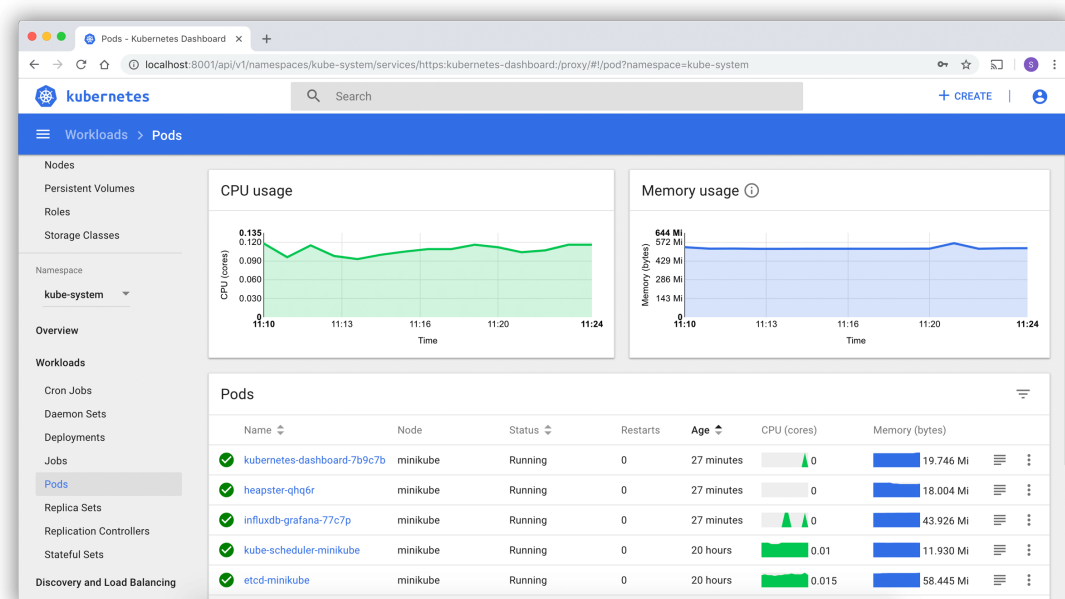 Pods - Kubernetes Dashboard
localhost:8001/api/v1/namespaces/kube-system/services/https:kubernetes-dashboard:/proxy/#!/pod?namespace=kube-system
S
kubernetes
Search
+ CREATE
Workloads > Pods
Nodes
Persistent Volumes
Roles
Storage Classes
Namespace
kube-system
Overview
Workloads
Cron Jobs
Daemon Sets
Deployments
Jobs
Pods
Replica Sets
Replication Controllers
Stateful Sets
Discovery and Load Balancing
CPU usage
CPU (cores)
0.135
0.120
0.090
0.060
0.030
0
11:10 11:13 11:16 11:20 11:24
Time
Memory usage
Memory (bytes)
644 Mi
572 Mi
429 Mi
286 Mi
143 Mi
0
11:10 11:13 11:16 11:20 11:24
Time
Pods
Name Node Status Restarts Age CPU (cores) Memory (bytes)
kubernetes-dashboard-7b9c7b minikube Running 0 27 minutes 0 19.746 Mi
heapster-qhq6r minikube Running 0 27 minutes 0 18.004 Mi
influxdb-grafana-77c7p minikube Running 0 27 minutes 0 43.926 Mi
kube-scheduler-minikube minikube Running 0 20 hours 0.01 11.930 Mi
etcd-minikube minikube Running 0 20 hours 0.015 58.445 Mi